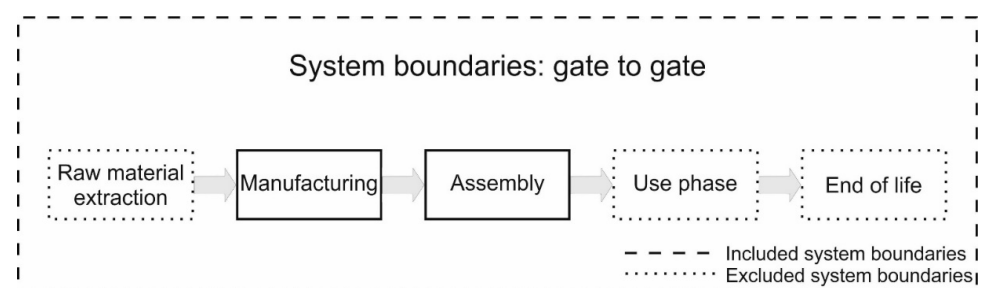 System boundaries: gate to gate
Raw material
extraction
Manufacturing
Assembly
Use phase
End of life
Included system boundaries
Excluded system boundaries